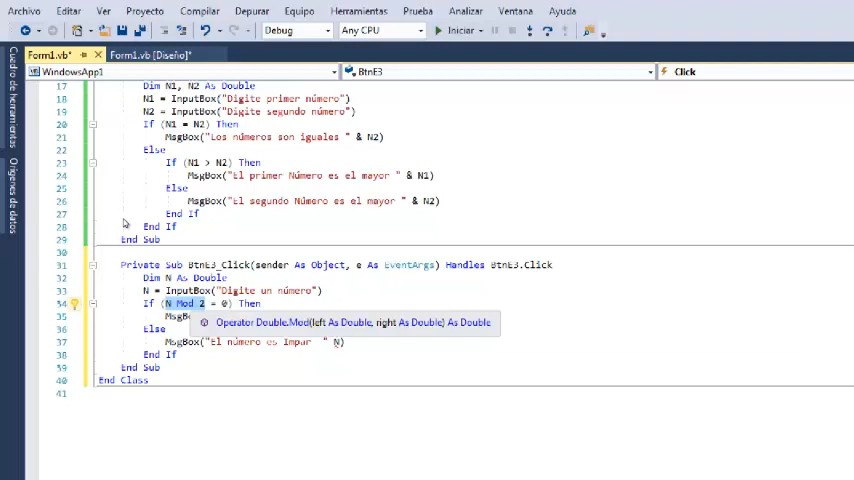 Archivo Editar Ver Proyecto Compilar Depurar Equipo Herramientas Prueba Analizar Ventana Ayuda
Debug Any CPU Iniciar
Form1.vb* Form1.vb [Diseño]*
WindowsApp1 BtnE3 Click
Cuadro de herramientas
Orígenes de datos
17 Dim N1, N2 As Double
18 N1 = InputBox("Digite primer número")
19 N2 = InputBox("Digite segundo número")
20 If (N1 = N2) Then
21 MsgBox("Los números son iguales " & N2)
22 Else
23 If (N1 > N2) Then
24 MsgBox("El primer Número es el mayor " & N1)
25 Else
26 MsgBox("El segundo Número es el mayor " & N2)
27 End If
28 End If
29 End Sub
30
31 Private Sub BtnE3_Click(sender As Object, e As EventArgs) Handles BtnE3.Click
32 Dim N As Double
33 N = InputBox("Digite un número")
34 If (N Mod 2 = 0) Then
35 MsgBo
Operator Double.Mod(left As Double, right As Double) As Double
36 Else
37 MsgBox("El número es Impar " N)
38 End If
39 End Sub
40 End Class
41